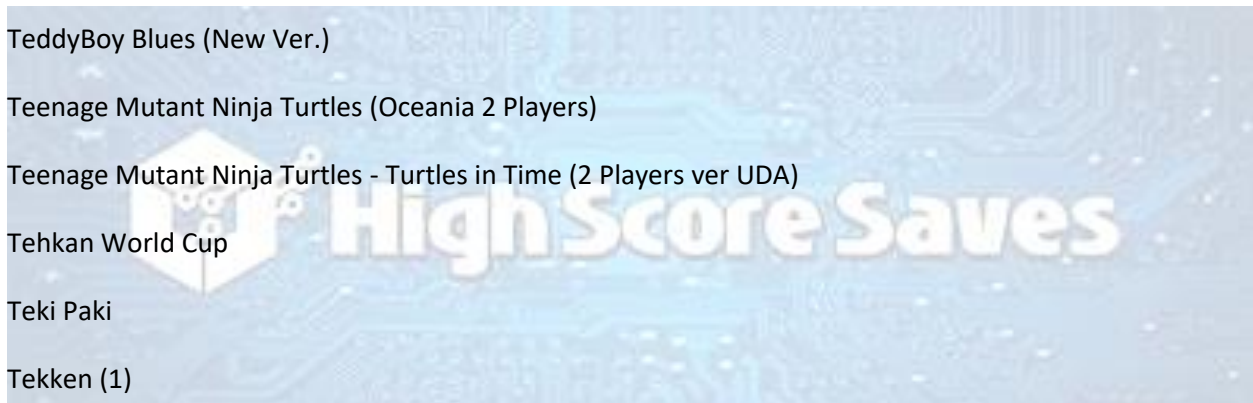 TeddyBoy Blues (New Ver.)
Teenage Mutant Ninja Turtles (Oceania 2 Players)
Teenage Mutant Ninja Turtles - Turtles in Time (2 Players ver UDA)
High Score Saves
Tehkan World Cup
Teki Paki
Tekken (1)